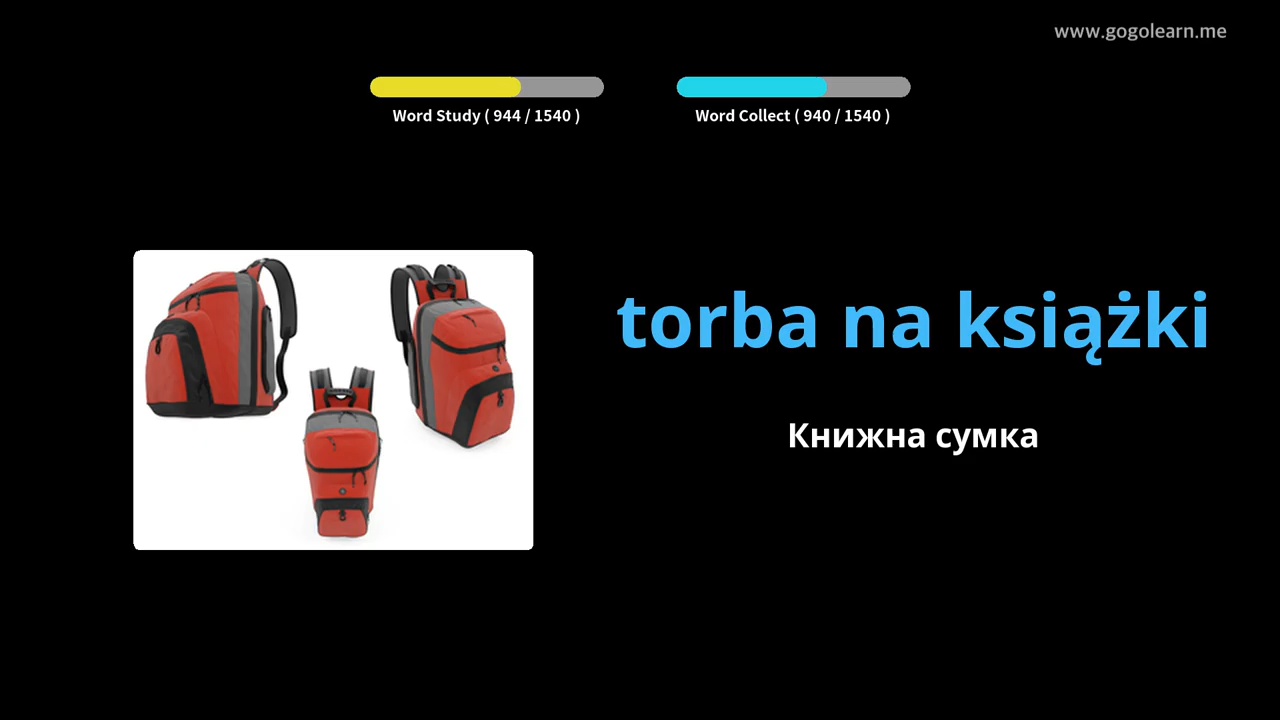 www.gogolearn.me
Word Study ( 944 / 1540 )
Word Collect ( 940 / 1540 )
torba na książki
Книжна сумка